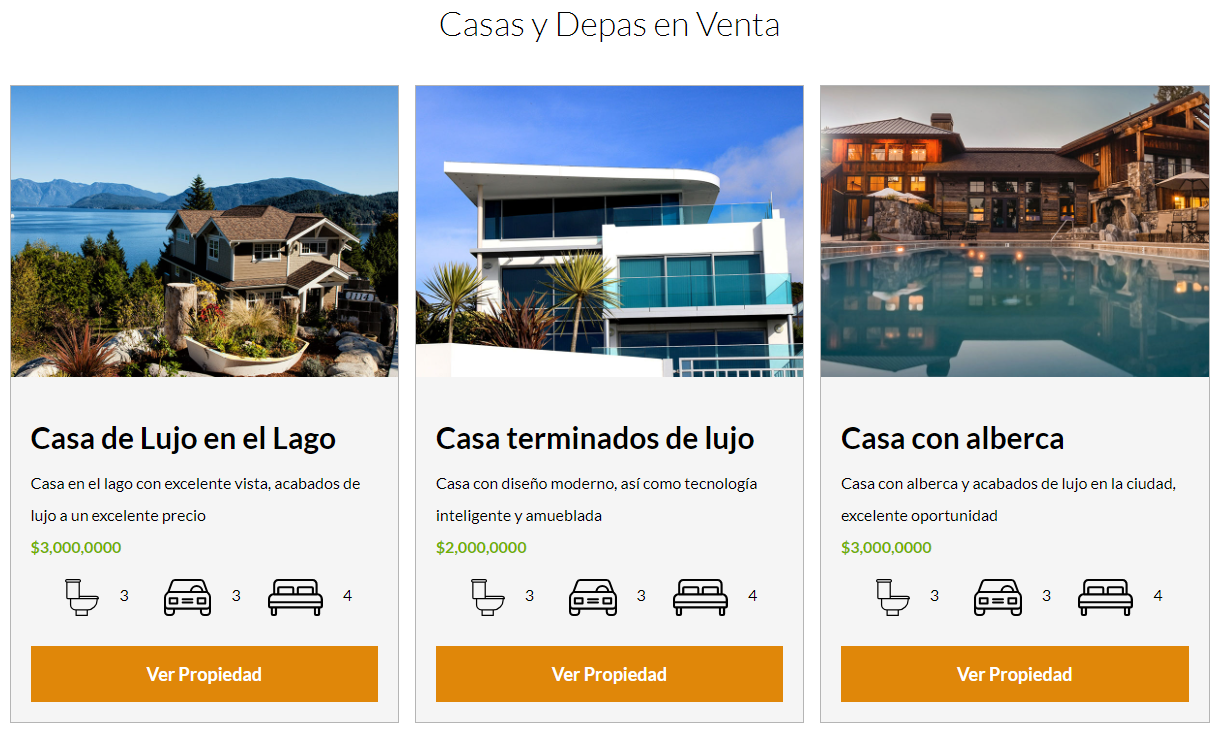 Casas y Depas en Venta
1114
Casa de Lujo en el Lago
Casa en el lago con excelente vista, acabados de
lujo a un excelente precio
$3,000,0000
3 3 4
Ver Propiedad
Casa terminados de lujo
Casa con diseño moderno, así como tecnología
inteligente y amueblada
$2,000,0000
3 3 4
Ver Propiedad
Casa con alberca
Casa con alberca y acabados de lujo en la ciudad,
excelente oportunidad
$3,000,0000
3 3 4
Ver Propiedad